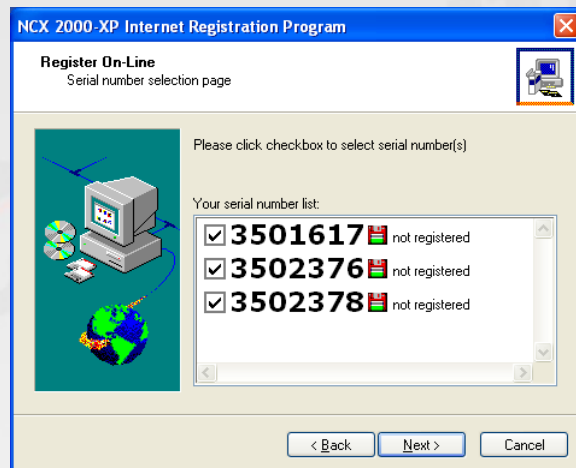 NCX 2000-XP Internet Registration Program
Register On-Line
Serial number selection page
Please click checkbox to select serial number(s)
Your serial number list:
3501617 not registered
3502376 not registered
3502378 not registered
< Back Next > Cancel